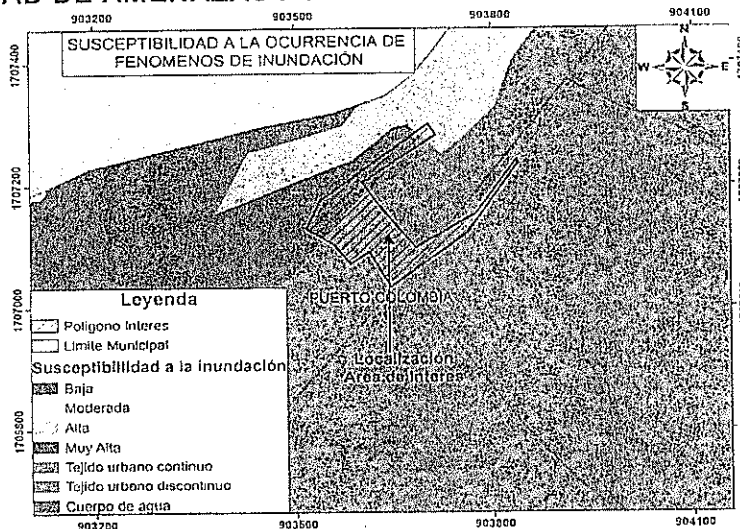 903200 903500 903800 904100
SUSCEPTIBILIDAD A LA OCURRENCIA DE
FENOMENOS DE INUNDACIÓN
N
W E
S
1707400
1707200
1707000
1706800
PUERTO COLOMBIA
Localización
Area de Interes
Leyenda
Poligono Interes
Limite Municipal
Susceptibilidad a la inundación
Baja
Moderada
Alta
Muy Alta
Tejido urbano continuo
Tejido urbano discontinuo
Cuerpo de agua
903200 903500 903800 904100